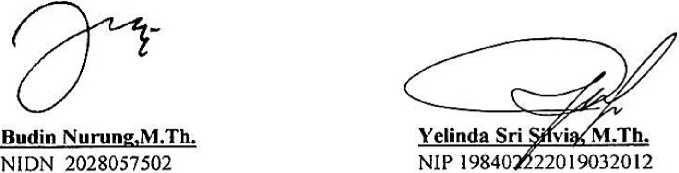 Budin Nurung,M.Th.
NIDN 2028057502
Yelinda Sri Silvia, M.Th.
NIP 198402222019032012